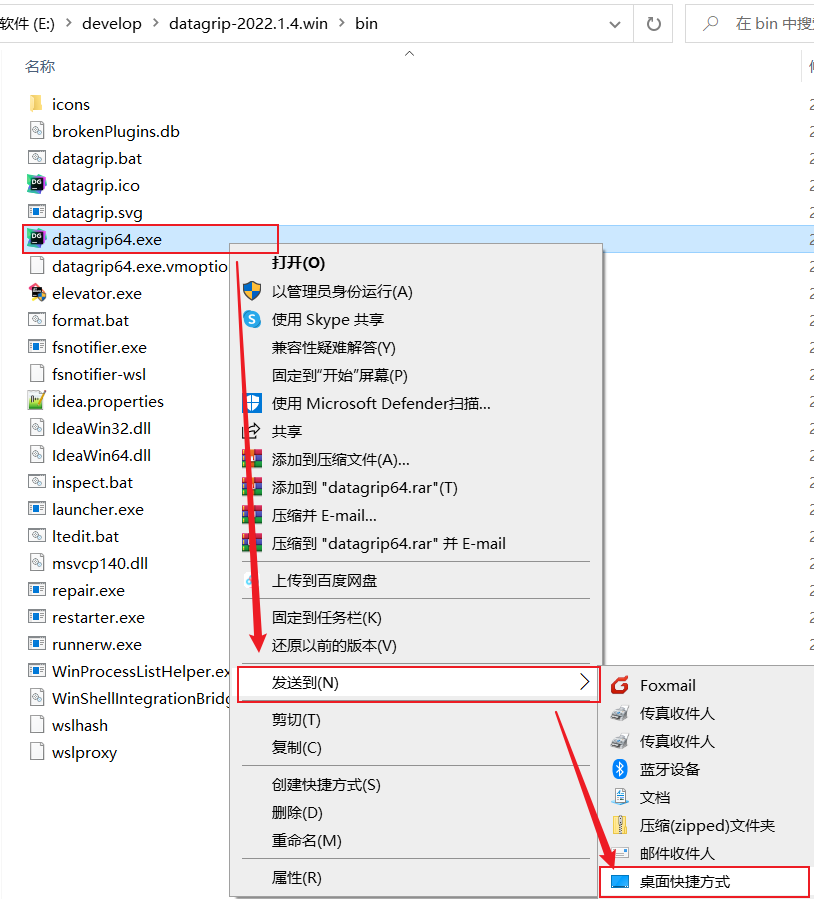 软件 (E:) > develop > datagrip-2022.1.4.win > bin
在 bin 中搜
名称
icons
brokenPlugins.db
datagrip.bat
datagrip.ico
datagrip.svg
datagrip64.exe
datagrip64.exe.vmoptio
elevator.exe
format.bat
fsnotifier.exe
fsnotifier-wsl
idea.properties
IdeaWin32.dll
IdeaWin64.dll
inspect.bat
launcher.exe
ltedit.bat
msvcp140.dll
repair.exe
restarter.exe
runnerw.exe
WinProcessListHelper.ex
WinShellIntegrationBridg
wslhash
wslproxy
打开(O)
以管理员身份运行(A)
使用 Skype 共享
兼容性疑难解答(Y)
固定到"开始"屏幕(P)
使用 Microsoft Defender扫描...
共享
添加到压缩文件(A)...
添加到 "datagrip64.rar"(T)
压缩并 E-mail...
压缩到 "datagrip64.rar" 并 E-mail
上传到百度网盘
固定到任务栏(K)
还原以前的版本(V)
发送到(N)
剪切(T)
复制(C)
创建快捷方式(S)
删除(D)
重命名(M)
属性(R)
Foxmail
传真收件人
传真收件人
蓝牙设备
文档
压缩(zipped)文件夹
邮件收件人
桌面快捷方式